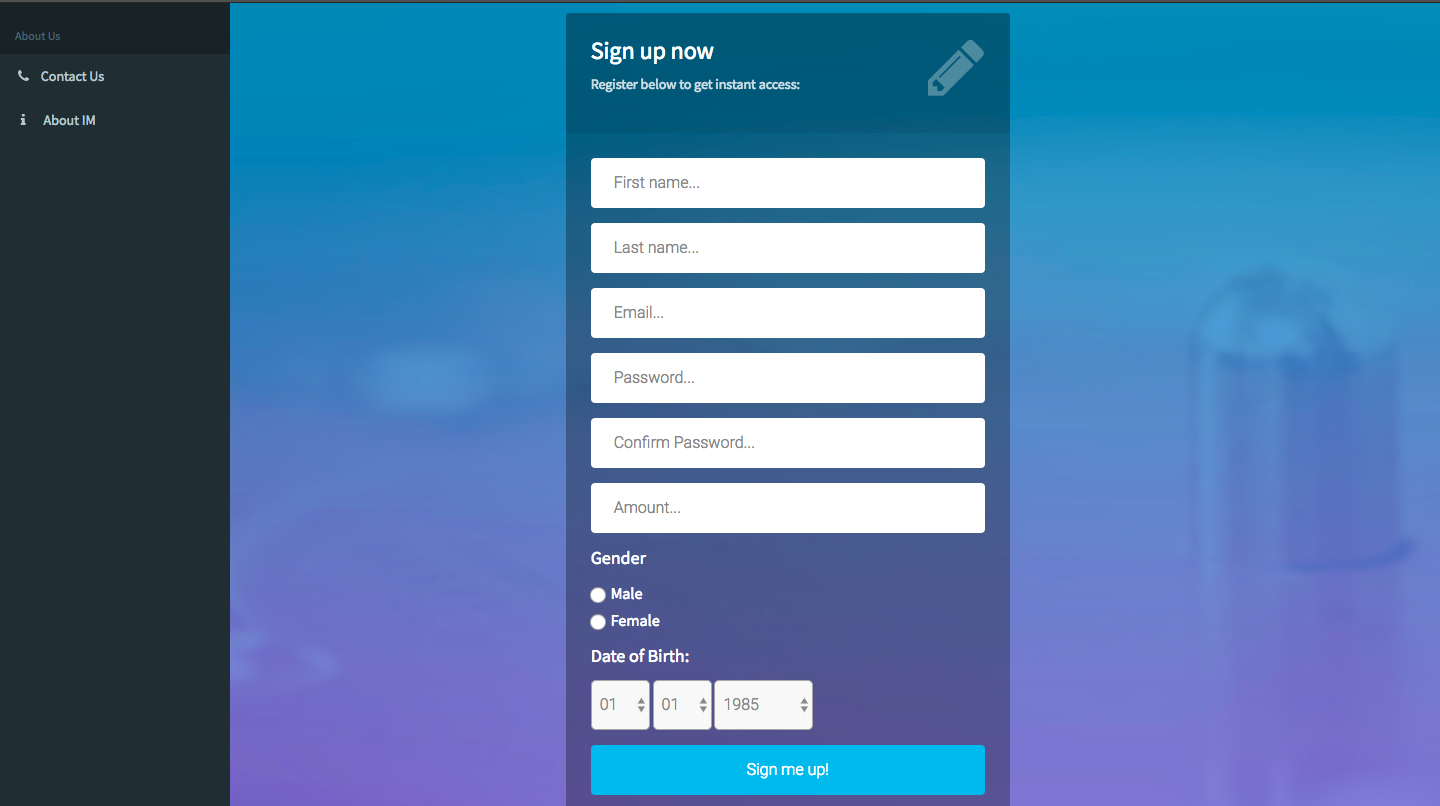 About Us
Contact Us
About IM
Sign up now
Register below to get instant access:
First name...
Last name...
Email...
Password...
Confirm Password...
Amount...
Gender
Male
Female
Date of Birth:
01 01 1985
Sign me up!